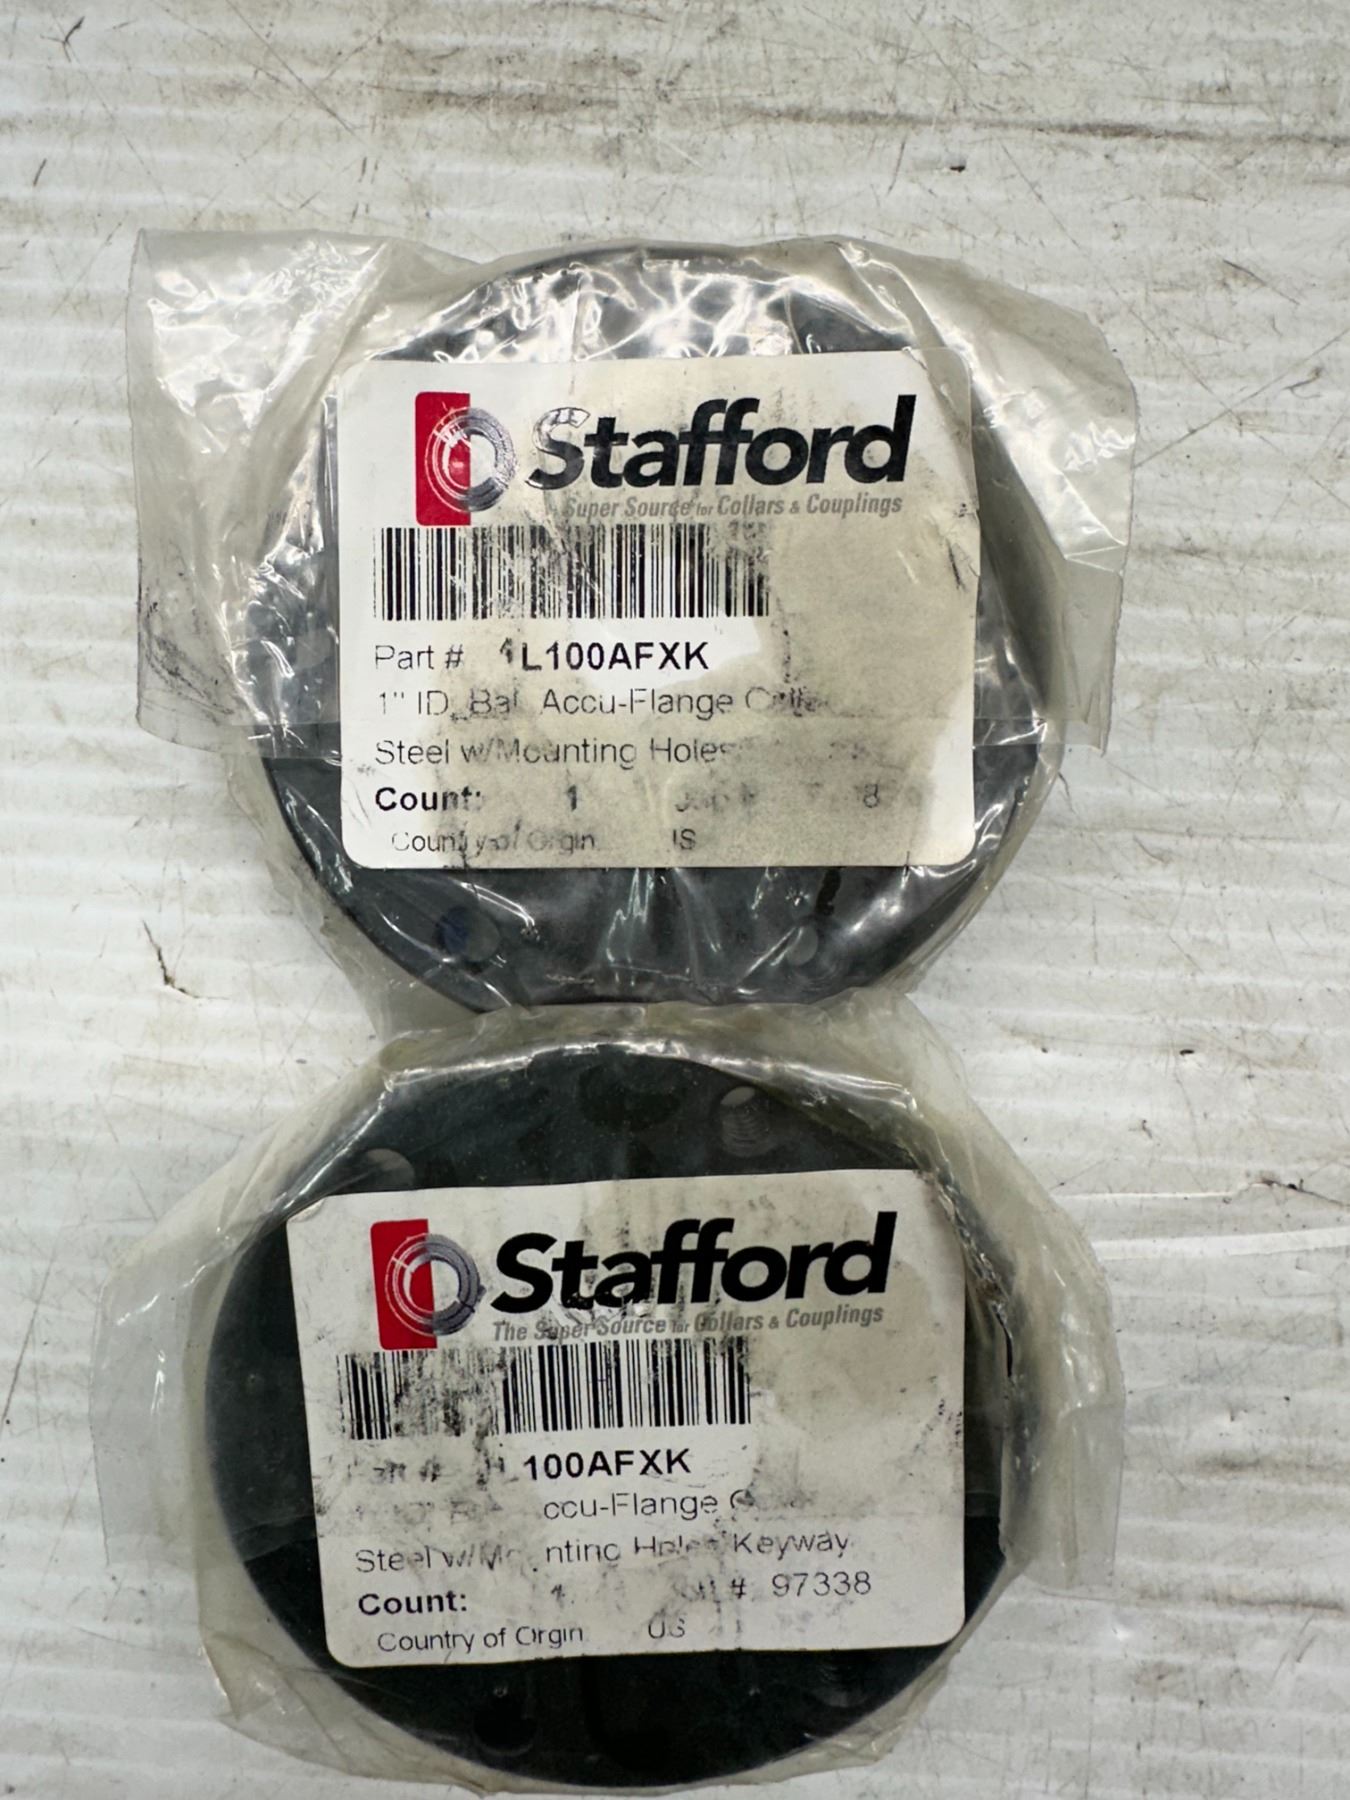 Stafford
Super Source for Collars & Couplings
Part # 1L100AFXK
1" ID, Bal Accu-Flange
Steel w/Mounting Holes
Count: 1
Country of Orgin US
Stafford
The Super Source for Collars & Couplings
100AFXK
ccu-Flange
Steel w/ Keyway
Count: 1 # 97338
Country of Orgin US